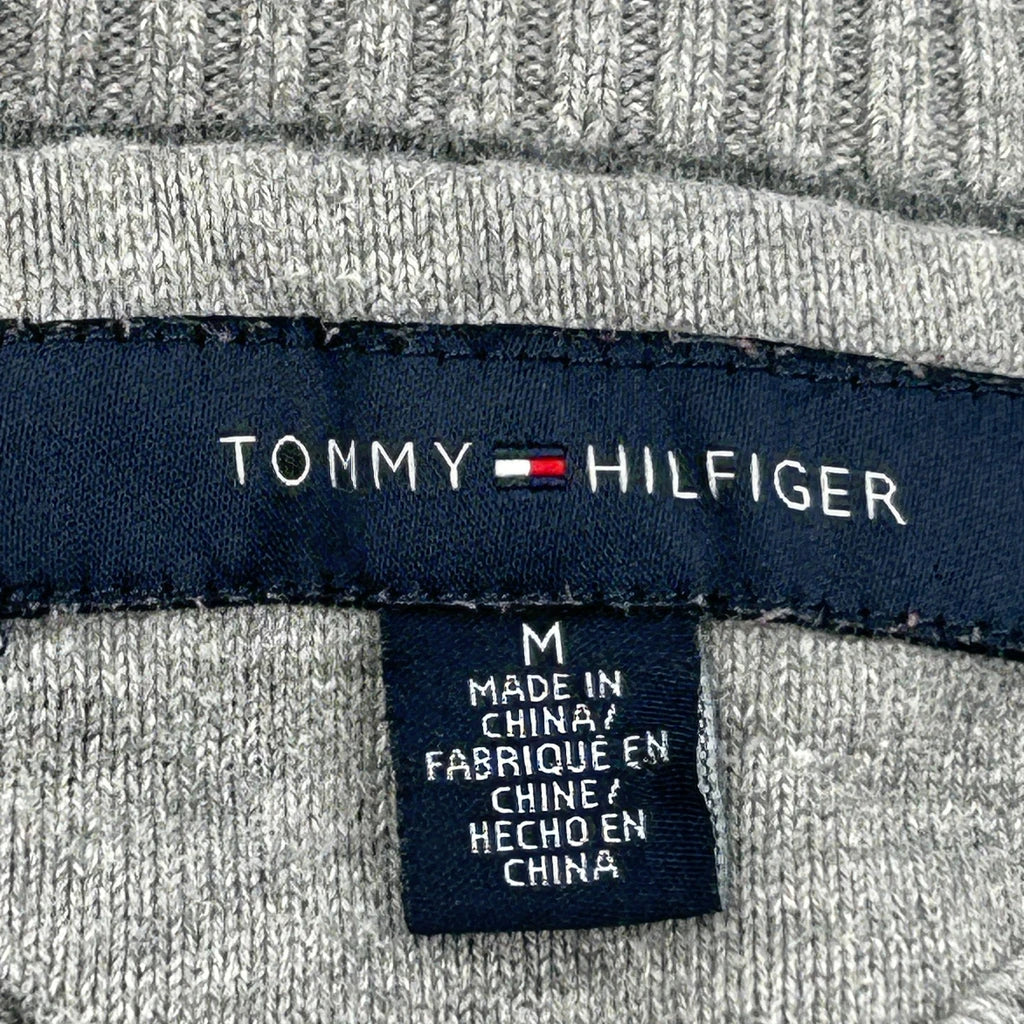 TOMMY HILFIGER
M
MADE IN
CHINA/
FABRIQUÉ EN
CHINE/
HECHO EN
CHINA